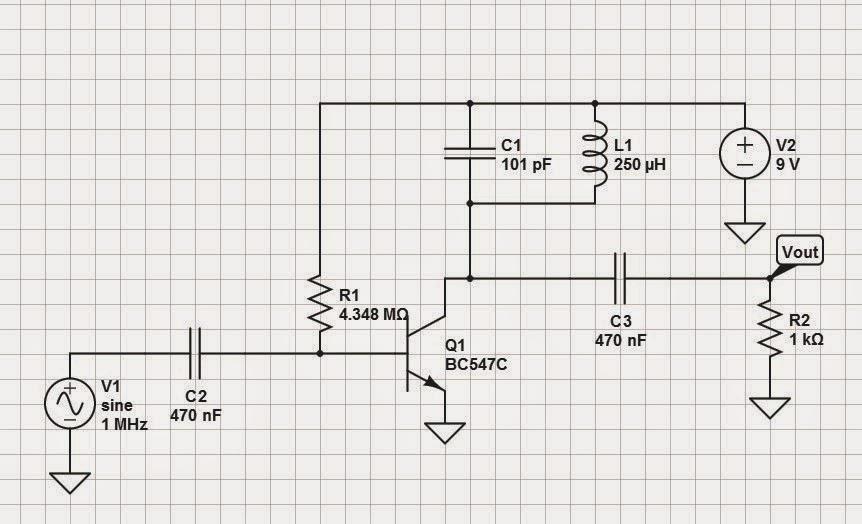 C1
101 pF
L1
250 µH
+
−
V2
9 V
Vout
R1
4.348 MΩ
Q1
BC547C
C3
470 nF
R2
1 kΩ
C2
470 nF
+
−
V1
sine
1 MHz